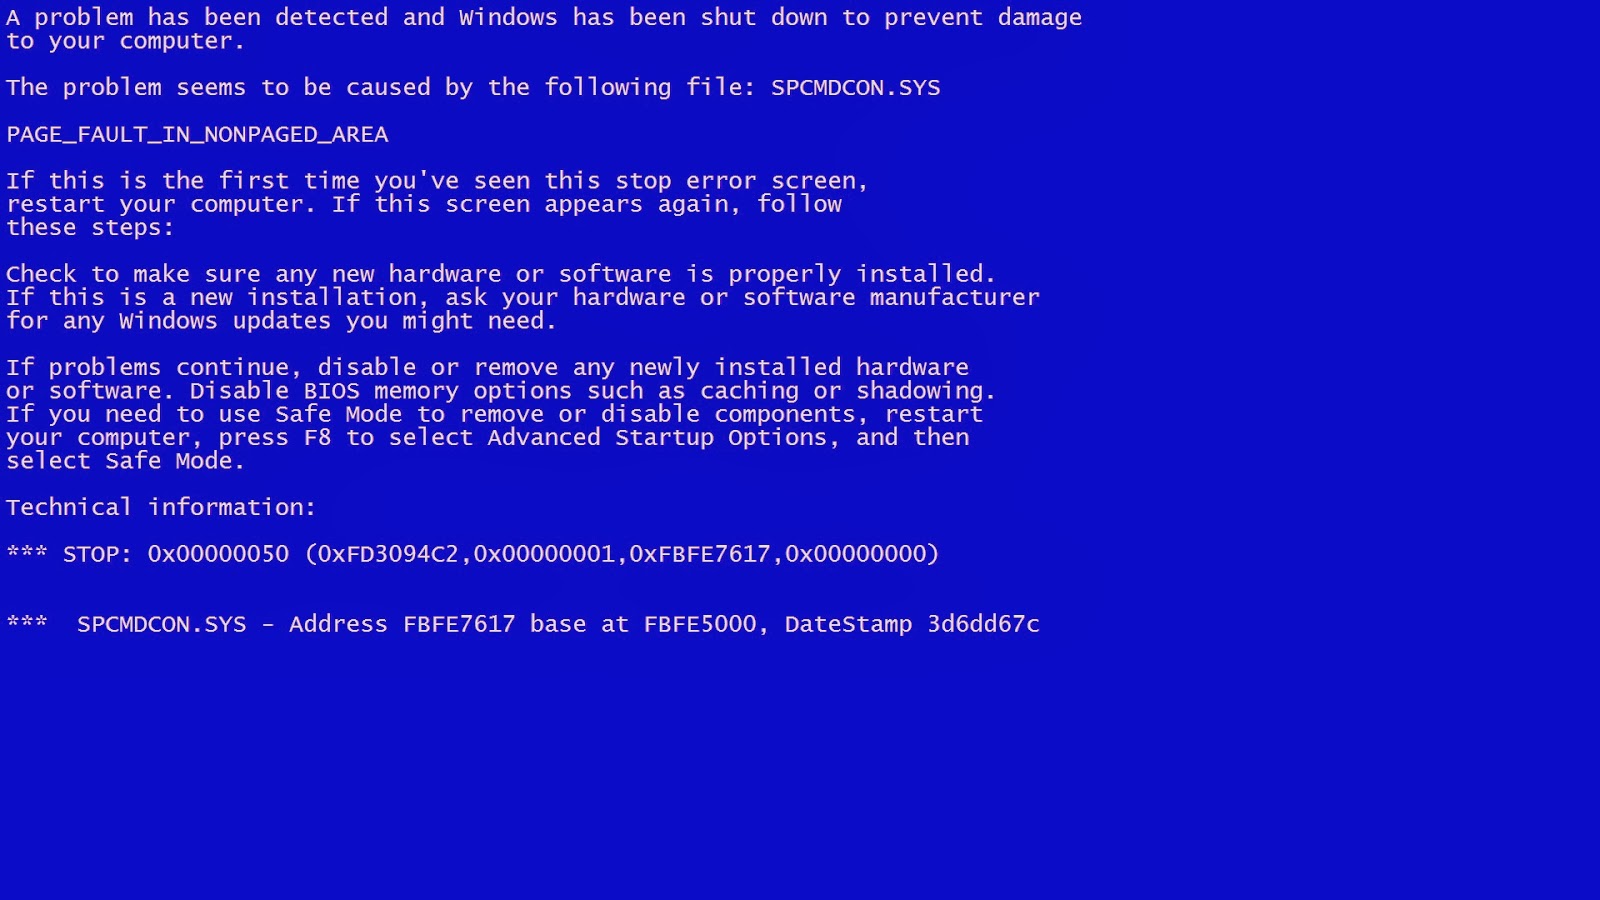 A problem has been detected and Windows has been shut down to prevent damage
to your computer.
The problem seems to be caused by the following file: SPCMDCON.SYS
PAGE_FAULT_IN_NONPAGED_AREA
If this is the first time you've seen this stop error screen,
restart your computer. If this screen appears again, follow
these steps:
Check to make sure any new hardware or software is properly installed.
If this is a new installation, ask your hardware or software manufacturer
for any Windows updates you might need.
If problems continue, disable or remove any newly installed hardware
or software. Disable BIOS memory options such as caching or shadowing.
If you need to use Safe Mode to remove or disable components, restart
your computer, press F8 to select Advanced Startup Options, and then
select Safe Mode.
Technical information:
*** STOP: 0x00000050 (0xFD3094C2,0x00000001,0xFBFE7617,0x00000000)
***  SPCMDCON.SYS - Address FBFE7617 base at FBFE5000, DateStamp 3d6dd67c